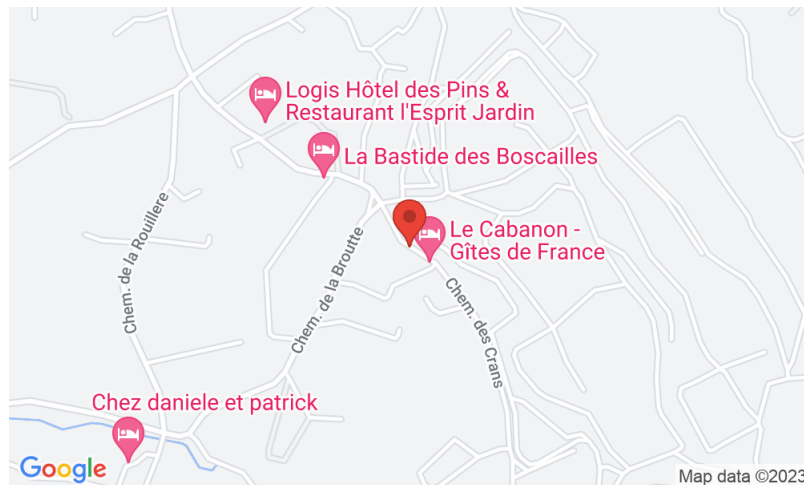 Logis Hôtel des Pins &
Restaurant l'Esprit Jardin
La Bastide des Boscailles
Le Cabanon -
Gîtes de France
Chem. de la Rouillere
Chem. de la Broutte
Chem. des Crans
Chez daniele et patrick
Google
Map data ©2023